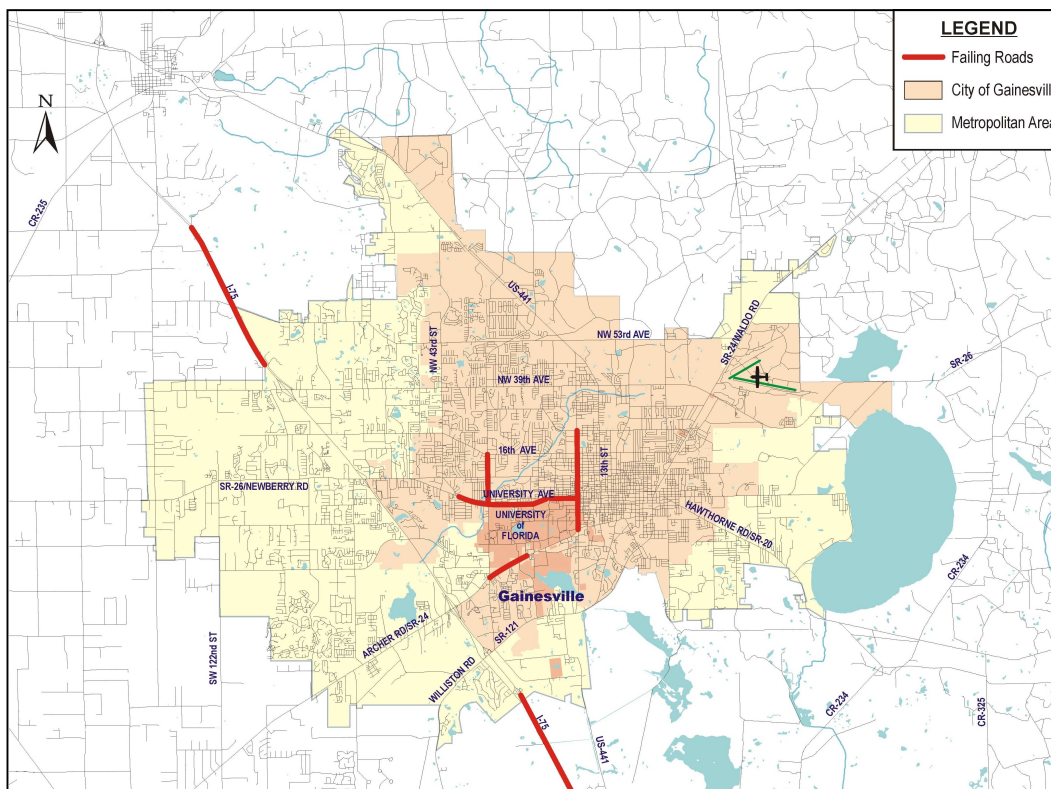 LEGEND
Failing Roads
City of Gainesvill
Metropolitan Area
N
CR-235
I-75
US-441
NW 43rd ST
NW 53rd AVE
SR-24/WALDO RD
SR-26
NW 39th AVE
16th AVE
13th ST
SR-26/NEWBERRY RD
UNIVERSITY AVE
UNIVERSITY
of
FLORIDA
HAWTHORNE RD/SR-20
CR-234
Gainesville
ARCHER RD/SR-24
SR-121
SW 122nd ST
WILLISTON RD
I-75
US-441
CR-234
CR-325